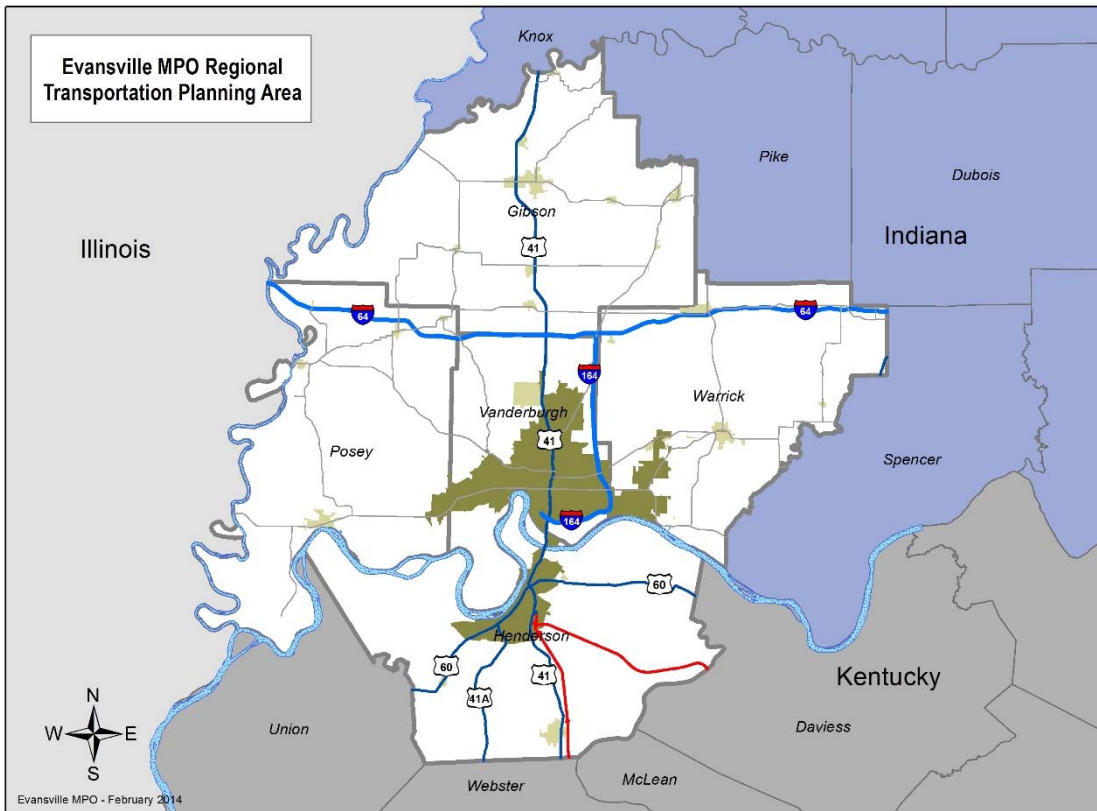 Evansville MPO Regional
Transportation Planning Area
Knox
Pike
Dubois
Gibson
Illinois
Indiana
41
64
64
164
Vanderburgh
Warrick
41
Posey
Spencer
164
60
Henderson
60
41A
41
Kentucky
Union
Daviess
Webster
McLean
N
W E
S
Evansville MPO - February 2014